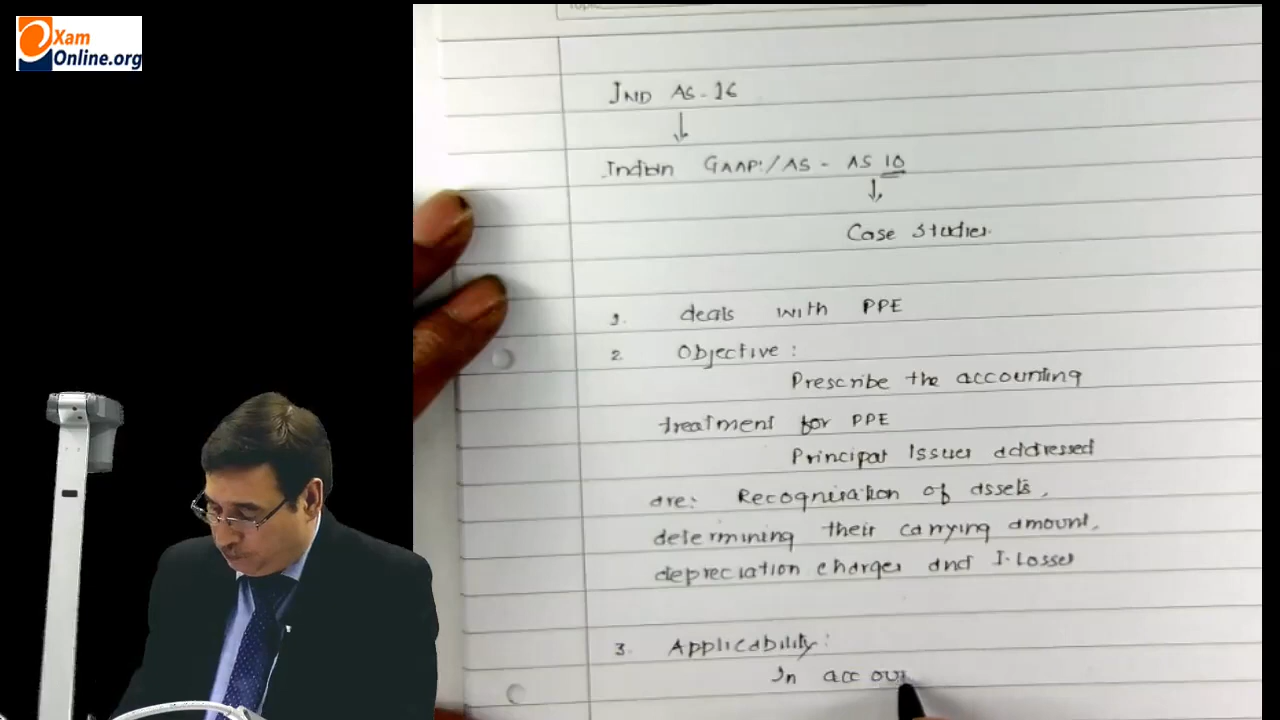 Xam
Online.org
IND AS-16
Indian GAAP:/AS - AS 10
Case Studies.
1. deals with PPE
2. Objective:
Prescribe the accounting
treatment for PPE
Principal Issues addressed
are: Recognisation of assets,
determining their carrying amount,
depreciation charges and I.Losses
3. Applicability:
In accoun